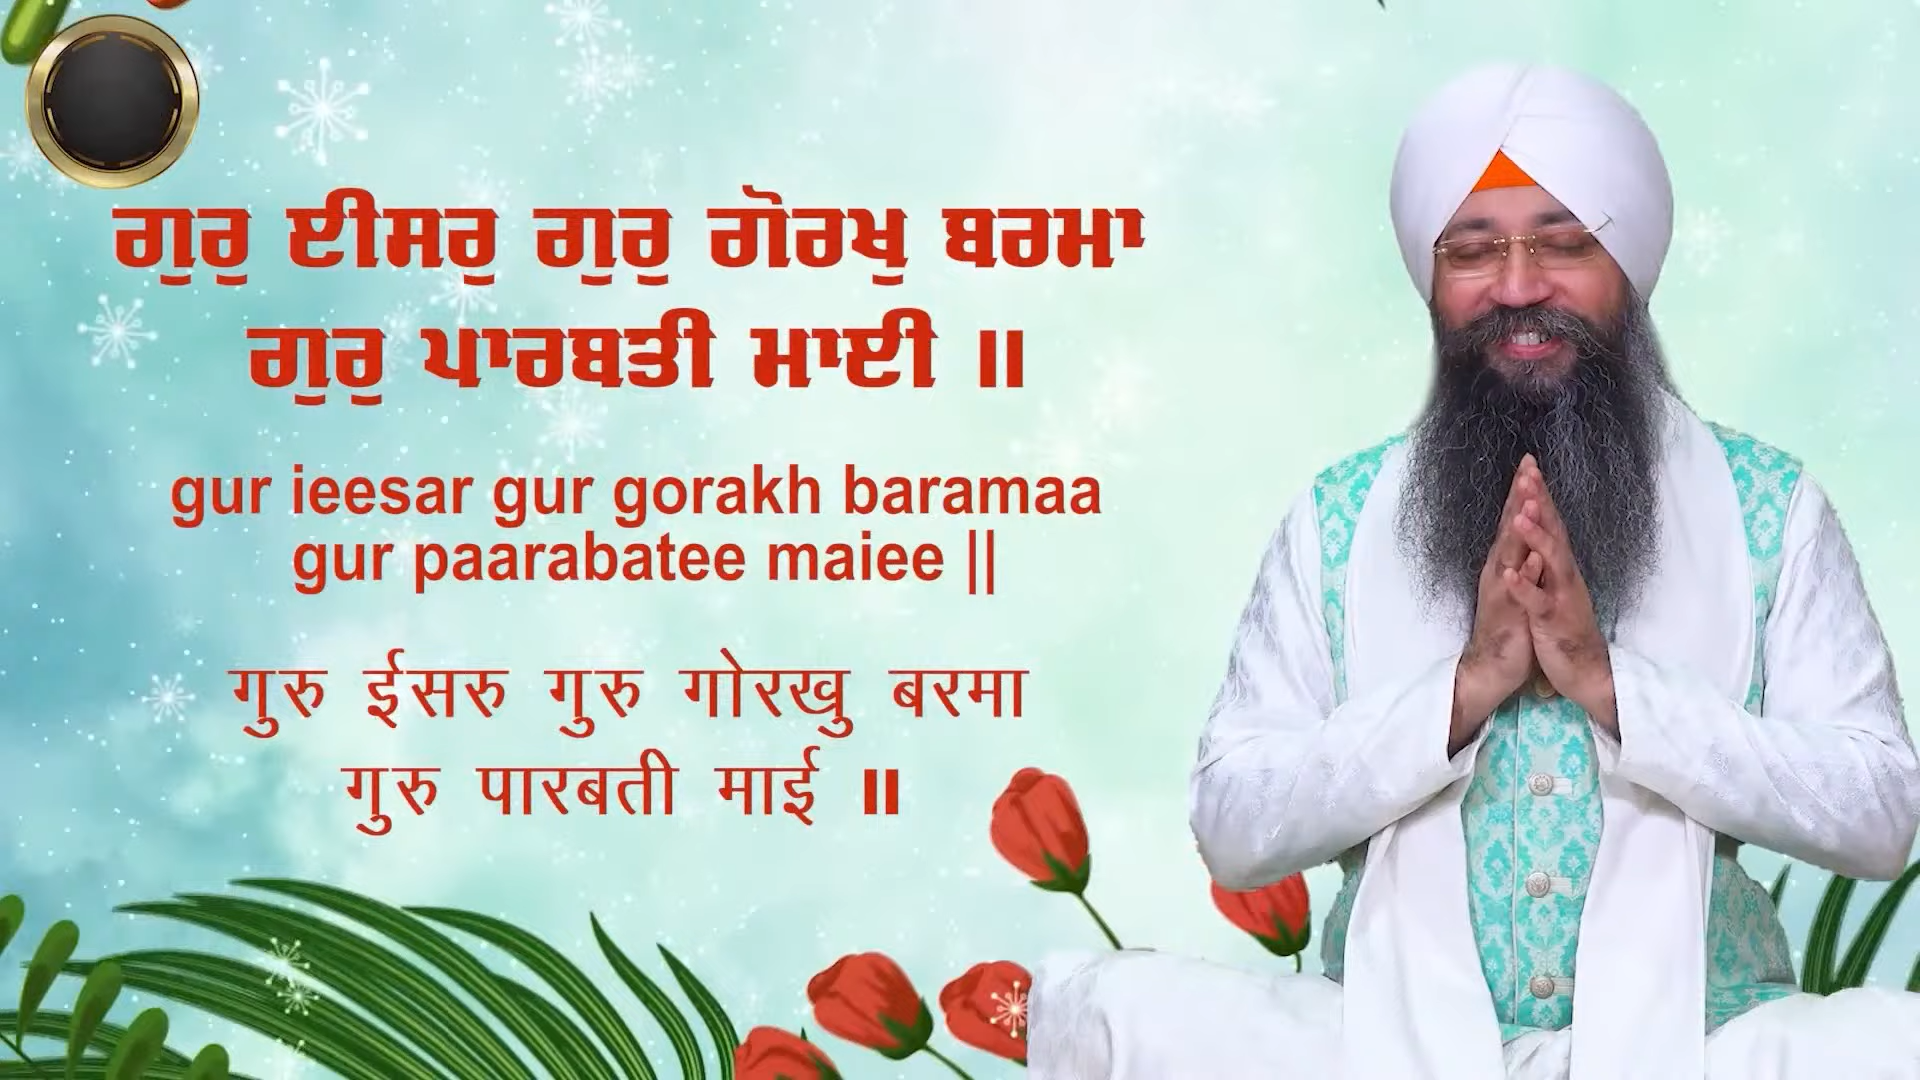 ਗੁਰੁ ਈਸਰੁ ਗੁਰੁ ਗੋਰਖੁ ਬਰਮਾ
ਗੁਰੁ ਪਾਰਬਤੀ ਮਾਈ ॥
gur ieesar gur gorakh baramaa
gur paarabatee maiee ||
गुरु ईसरु गुरु गोरखु बरमा
गुरु पारबती माई ॥